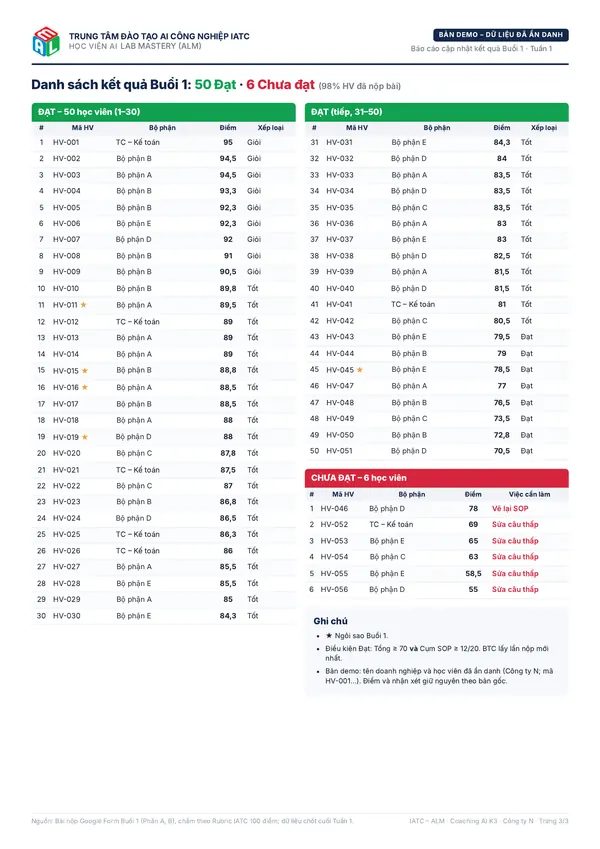 TRUNG TÂM ĐÀO TẠO AI CÔNG NGHIỆP IATC
HỌC VIỆN AI LAB MASTERY (ALM)
BẢN DEMO – DỮ LIỆU ĐÃ ẨN DANH
Báo cáo cập nhật kết quả Buổi 1 · Tuần 1
Danh sách kết quả Buổi 1: 50 Đạt · 6 Chưa đạt (98% HV đã nộp bài)
ĐẠT – 50 học viên (1–30)
# Mã HV Bộ phận Điểm Xếp loại
1 HV-001 TC – Kế toán 95 Giỏi
2 HV-002 Bộ phận B 94,5 Giỏi
3 HV-003 Bộ phận A 94,5 Giỏi
4 HV-004 Bộ phận B 93,3 Giỏi
5 HV-005 Bộ phận B 92,3 Giỏi
6 HV-006 Bộ phận E 92,3 Giỏi
7 HV-007 Bộ phận D 92 Giỏi
8 HV-008 Bộ phận B 91 Giỏi
9 HV-009 Bộ phận B 90,5 Giỏi
10 HV-010 Bộ phận B 89,8 Tốt
11 HV-011 ★ Bộ phận A 89,5 Tốt
12 HV-012 TC – Kế toán 89 Tốt
13 HV-013 Bộ phận A 89 Tốt
14 HV-014 Bộ phận A 89 Tốt
15 HV-015 ★ Bộ phận B 88,8 Tốt
16 HV-016 ★ Bộ phận A 88,5 Tốt
17 HV-017 Bộ phận B 88,5 Tốt
18 HV-018 Bộ phận A 88 Tốt
19 HV-019 ★ Bộ phận D 88 Tốt
20 HV-020 Bộ phận C 87,8 Tốt
21 HV-021 TC – Kế toán 87,5 Tốt
22 HV-022 Bộ phận C 87 Tốt
23 HV-023 Bộ phận B 86,8 Tốt
24 HV-024 Bộ phận D 86,5 Tốt
25 HV-025 TC – Kế toán 86,3 Tốt
26 HV-026 TC – Kế toán 86 Tốt
27 HV-027 Bộ phận A 85,5 Tốt
28 HV-028 Bộ phận E 85,5 Tốt
29 HV-029 Bộ phận A 85 Tốt
30 HV-030 Bộ phận E 84,3 Tốt
ĐẠT (tiếp, 31–50)
# Mã HV Bộ phận Điểm Xếp loại
31 HV-031 Bộ phận E 84,3 Tốt
32 HV-032 Bộ phận D 84 Tốt
33 HV-033 Bộ phận A 83,5 Tốt
34 HV-034 Bộ phận D 83,5 Tốt
35 HV-035 Bộ phận C 83,5 Tốt
36 HV-036 Bộ phận A 83 Tốt
37 HV-037 Bộ phận E 83 Tốt
38 HV-038 Bộ phận D 82,5 Tốt
39 HV-039 Bộ phận A 81,5 Tốt
40 HV-040 Bộ phận D 81,5 Tốt
41 HV-041 TC – Kế toán 81 Tốt
42 HV-042 Bộ phận C 80,5 Tốt
43 HV-043 Bộ phận E 79,5 Đạt
44 HV-044 Bộ phận B 79 Đạt
45 HV-045 ★ Bộ phận E 78,5 Đạt
46 HV-047 Bộ phận A 77 Đạt
47 HV-048 Bộ phận B 76,5 Đạt
48 HV-049 Bộ phận C 73,5 Đạt
49 HV-050 Bộ phận B 72,8 Đạt
50 HV-051 Bộ phận D 70,5 Đạt
CHƯA ĐẠT – 6 học viên
# Mã HV Bộ phận Điểm Việc cần làm
1 HV-046 Bộ phận D 78 Vẽ lại SOP
2 HV-052 TC – Kế toán 69 Sửa câu thấp
3 HV-053 Bộ phận E 65 Sửa câu thấp
4 HV-054 Bộ phận C 63 Sửa câu thấp
5 HV-055 Bộ phận E 58,5 Sửa câu thấp
6 HV-056 Bộ phận D 55 Sửa câu thấp
Ghi chú
• ★ Ngôi sao Buổi 1.
• Điều kiện Đạt: Tổng ≥ 70 và Cụm SOP ≥ 12/20. BTC lấy lần nộp mới
nhất.
• Bản demo: tên doanh nghiệp và học viên đã ẩn danh (Công ty N; mã
HV-001…). Điểm và nhận xét giữ nguyên theo bản gốc.
Nguồn: Bài nộp Google Form Buổi 1 (Phần A, B), chấm theo Rubric IATC 100 điểm; dữ liệu chốt cuối Tuần 1.
IATC – ALM · Coaching AI K3 · Công ty N · Trang 3/3